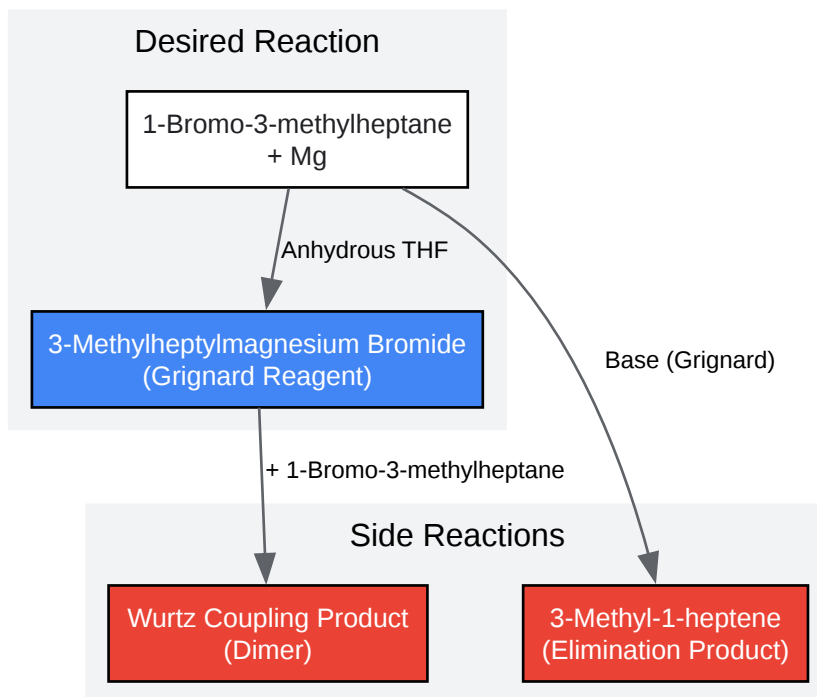 Desired Reaction
1-Bromo-3-methylheptane
+ Mg
Anhydrous THF
3-Methylheptylmagnesium Bromide
(Grignard Reagent)
Base (Grignard)
+ 1-Bromo-3-methylheptane
Side Reactions
Wurtz Coupling Product
(Dimer)
3-Methyl-1-heptene
(Elimination Product)